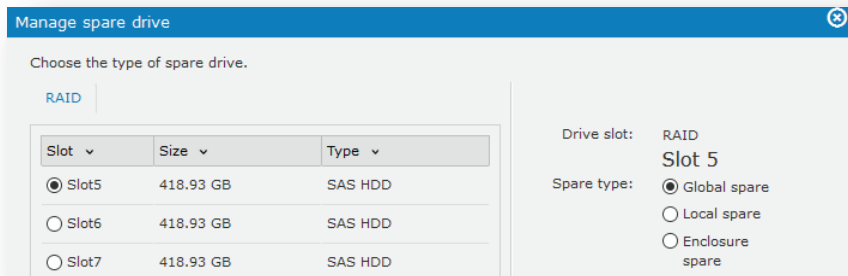 Manage spare drive
Choose the type of spare drive.
RAID
Slot Size Type
Slot5 418.93 GB SAS HDD
Slot6 418.93 GB SAS HDD
Slot7 418.93 GB SAS HDD
Drive slot: RAID
Slot 5
Spare type: Global spare
Local spare
Enclosure
spare